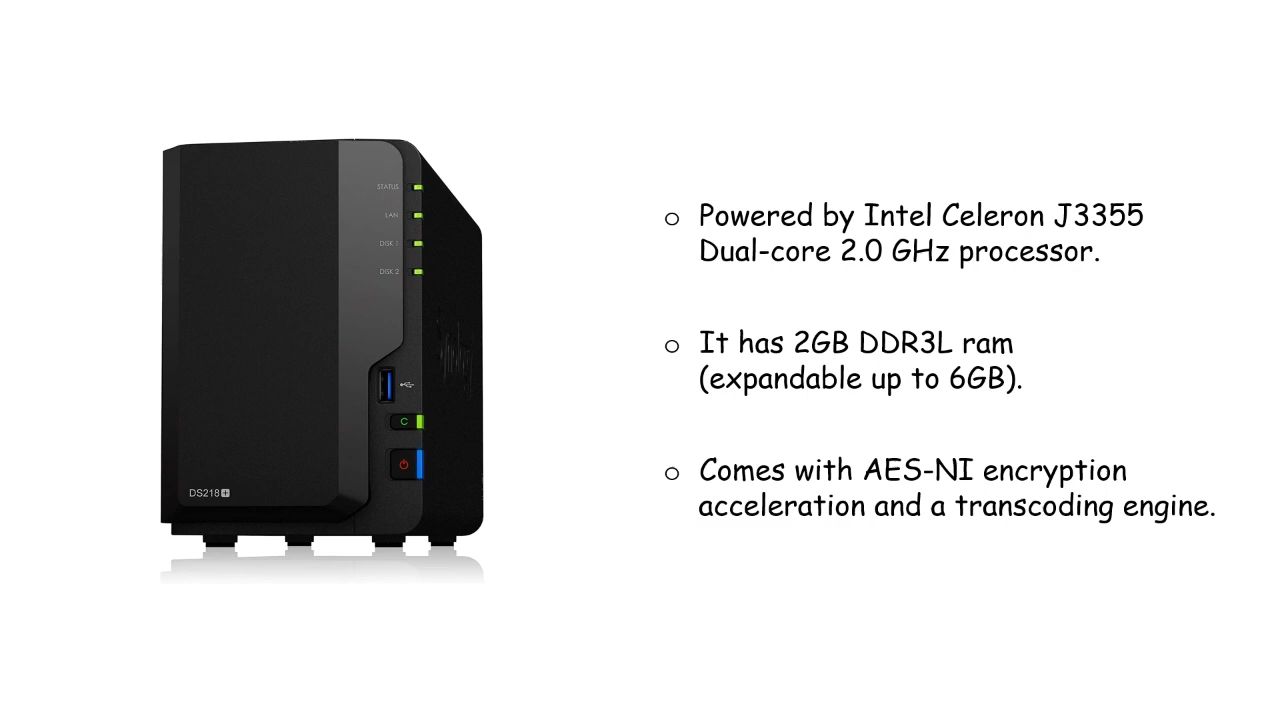 STATUS
LAN
DISK 1
DISK 2
C
DS218+
○ Powered by Intel Celeron J3355
Dual-core 2.0 GHz processor.
○ It has 2GB DDR3L ram
(expandable up to 6GB).
○ Comes with AES-NI encryption
acceleration and a transcoding engine.